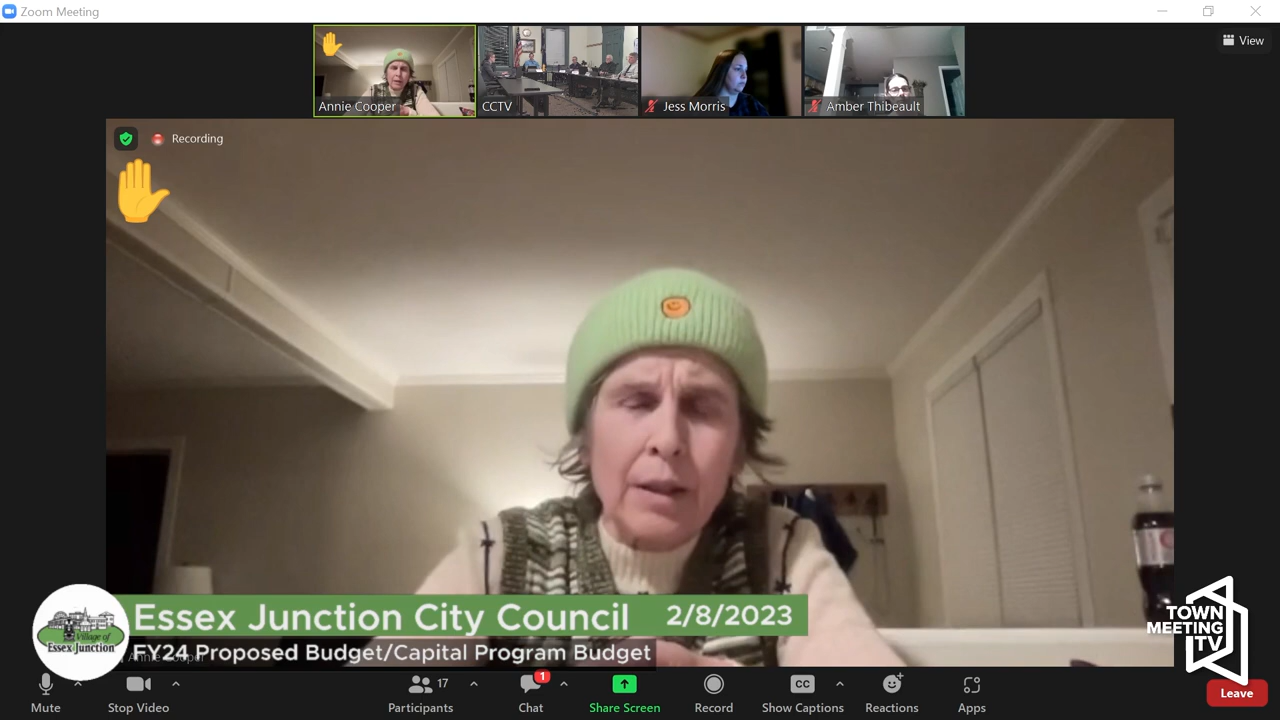 Zoom Meeting
View
Annie Cooper
CCTV
Jess Morris
Amber Thibeault
Recording
Essex Junction City Council 2/8/2023
Village of
Essex Junction
FY24 Proposed Budget/Capital Program Budget
Annie Cooper
TOWN
MEETING
TV
Mute
Stop Video
17
Participants
1
Chat
Share Screen
Record
CC
Show Captions
Reactions
Apps
Leave